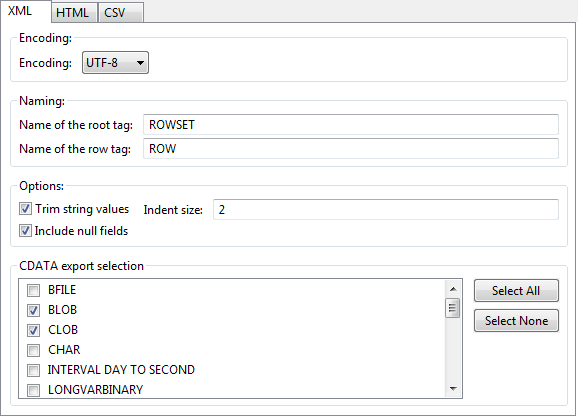 XML HTML CSV
Encoding:
Encoding: UTF-8
Naming:
Name of the root tag: ROWSET
Name of the row tag: ROW
Options:
Trim string values Indent size: 2
Include null fields
CDATA export selection
BFILE
Select All
BLOB
CLOB
Select None
CHAR
INTERVAL DAY TO SECOND
LONGVARBINARY